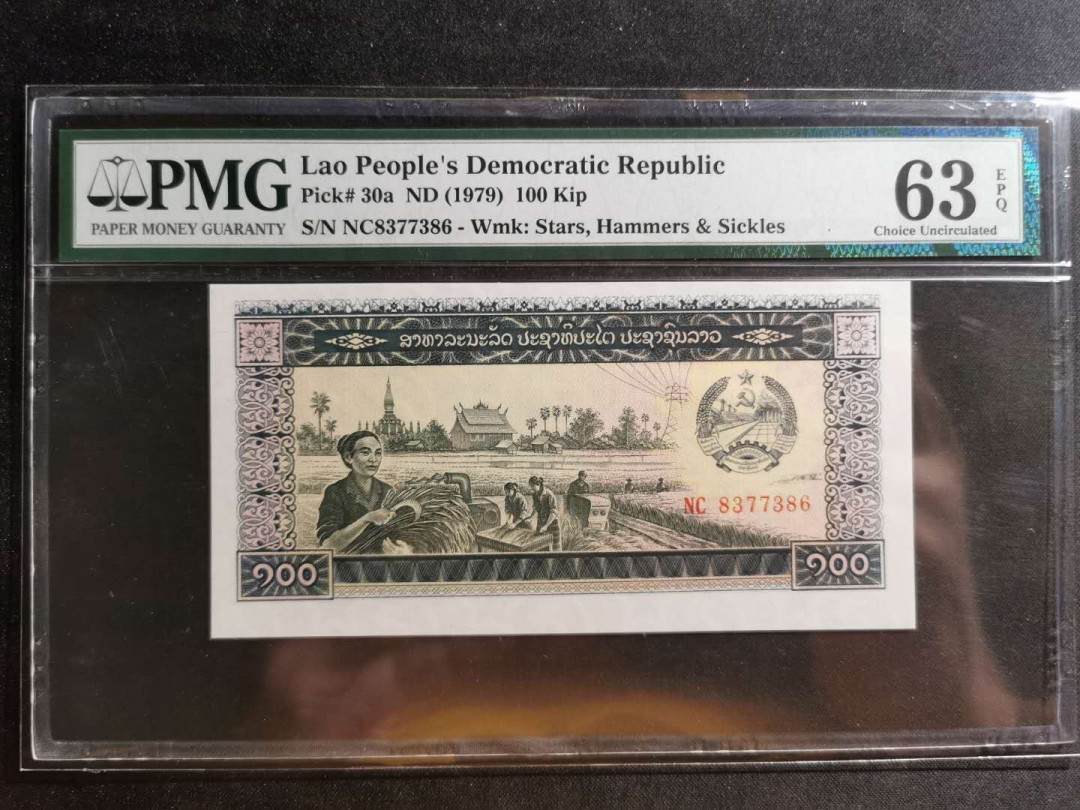 PMG
PAPER MONEY GUARANTY
Lao People's Democratic Republic
Pick# 30a ND (1979) 100 Kip
S/N NC8377386 - Wmk: Stars, Hammers & Sickles
63
EPQ
Choice Uncirculated
ສາທາລະນະລັດ ປະຊາທິປະໄຕ ປະຊາຊົນລາວ
NC 8377386
໑໐໐
໑໐໐